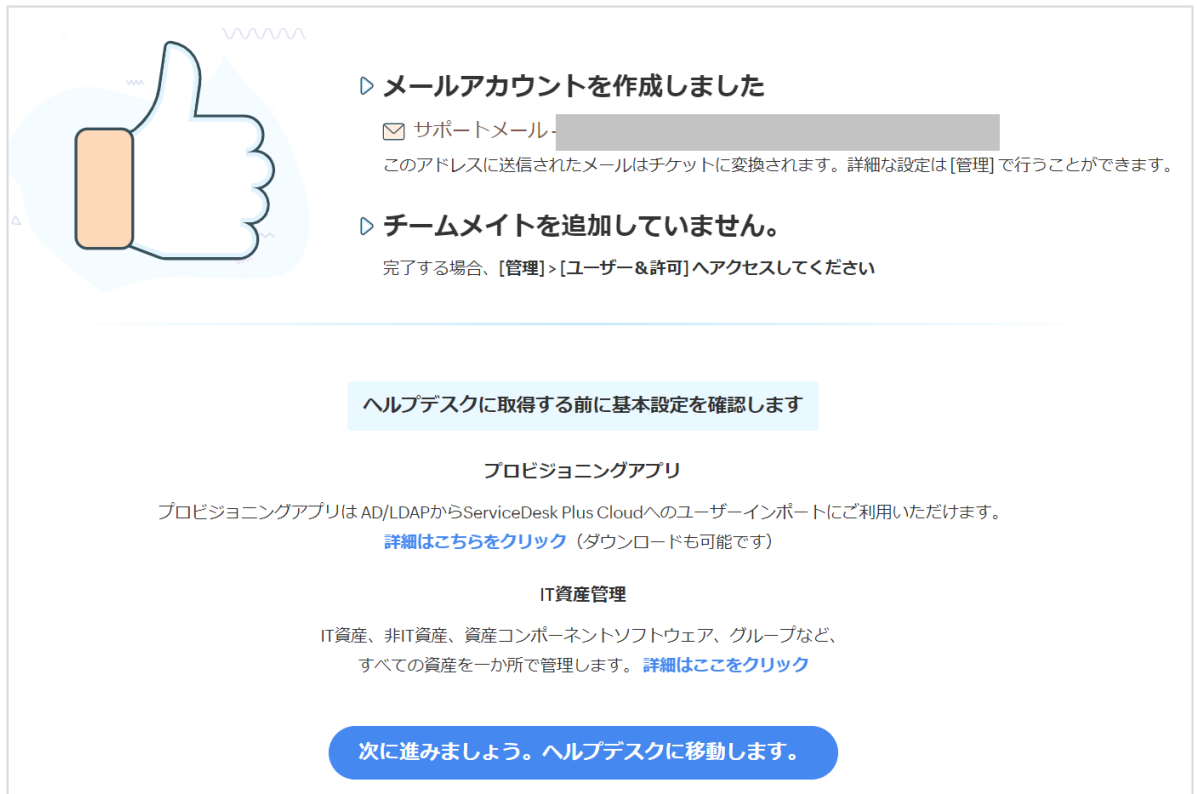 メールアカウントを作成しました
サポートメール -
このアドレスに送信されたメールはチケットに変換されます。詳細な設定は [管理] で行うことができます。
チームメイトを追加していません。
完了する場合、[管理] > [ユーザー＆許可] へアクセスしてください
ヘルプデスクに取得する前に基本設定を確認します
プロビジョニングアプリ
プロビジョニングアプリは AD/LDAPからServiceDesk Plus Cloudへのユーザーインポートにご利用いただけます。
詳細はこちらをクリック（ダウンロードも可能です）
IT資産管理
IT資産、非IT資産、資産コンポーネントソフトウェア、グループなど、
すべての資産を一か所で管理します。 詳細はここをクリック
次に進みましょう。ヘルプデスクに移動します。